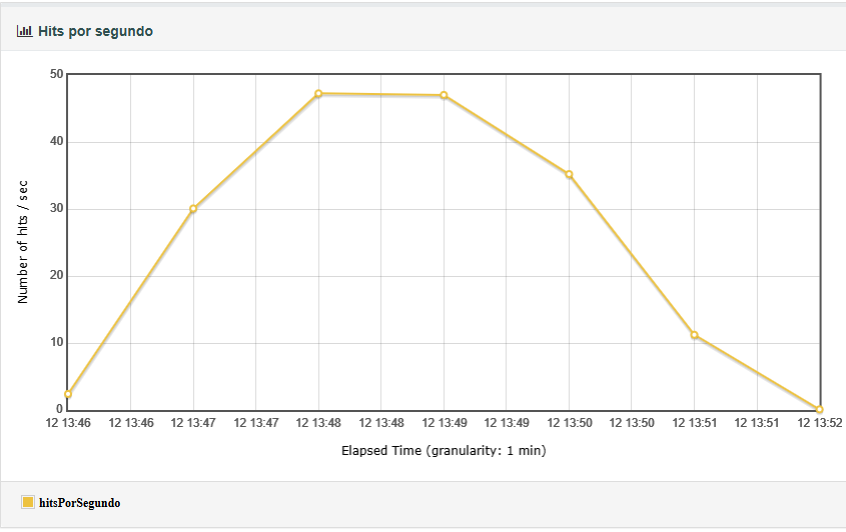 Hits por segundo
50
40
30
20
10
0
Number of hits / sec
12 13:46 12 13:46 12 13:47 12 13:47 12 13:48 12 13:48 12 13:49 12 13:49 12 13:50 12 13:50 12 13:51 12 13:51 12 13:52
Elapsed Time (granularity: 1 min)
hitsPorSegundo